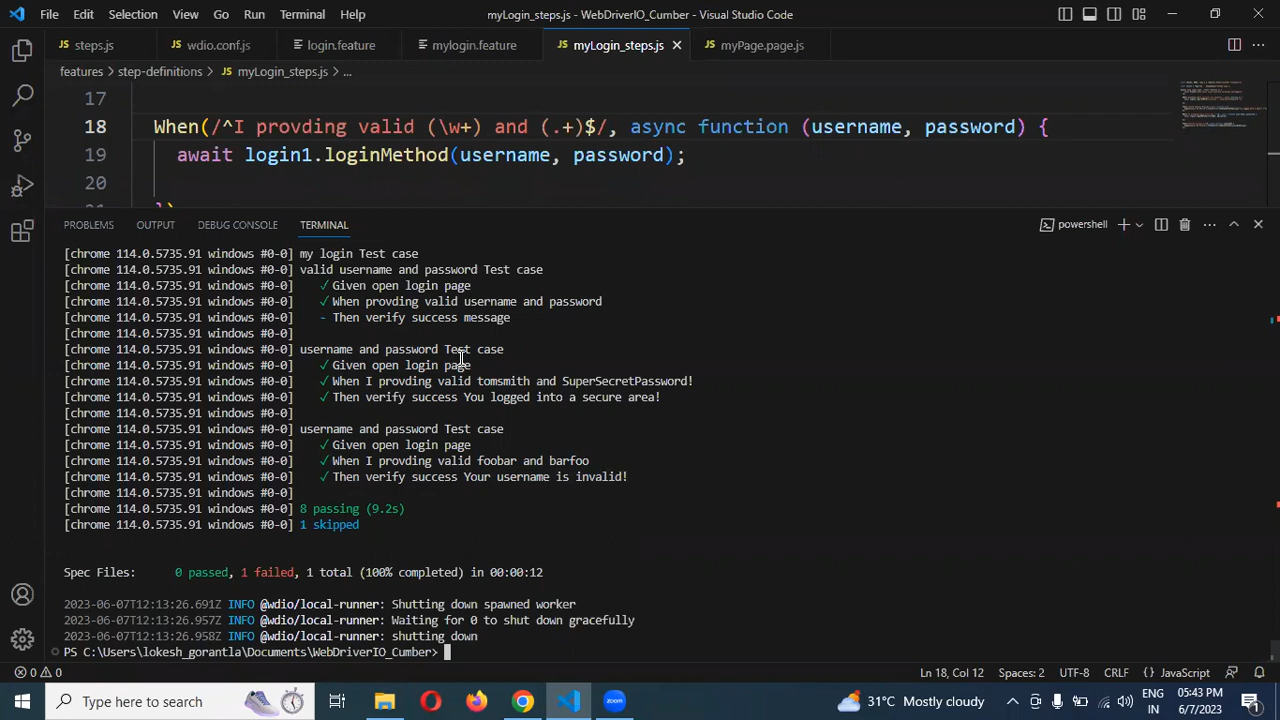 File Edit Selection View Go Run Terminal Help myLogin_steps.js - WebDriverIO_Cumber - Visual Studio Code
steps.js wdio.conf.js login.feature mylogin.feature myLogin_steps.js myPage.page.js
features > step-definitions > myLogin_steps.js > ...
17
18 When(/^I provding valid (\w+) and (.+)$/, async function (username, password) {
19 await login1.loginMethod(username, password);
20
PROBLEMS OUTPUT DEBUG CONSOLE TERMINAL powershell
[chrome 114.0.5735.91 windows #0-0] my login Test case
[chrome 114.0.5735.91 windows #0-0] valid username and password Test case
[chrome 114.0.5735.91 windows #0-0] ✓ Given open login page
[chrome 114.0.5735.91 windows #0-0] ✓ When provding valid username and password
[chrome 114.0.5735.91 windows #0-0] - Then verify success message
[chrome 114.0.5735.91 windows #0-0]
[chrome 114.0.5735.91 windows #0-0] username and password Test case
[chrome 114.0.5735.91 windows #0-0] ✓ Given open login page
[chrome 114.0.5735.91 windows #0-0] ✓ When I provding valid tomsmith and SuperSecretPassword!
[chrome 114.0.5735.91 windows #0-0] ✓ Then verify success You logged into a secure area!
[chrome 114.0.5735.91 windows #0-0]
[chrome 114.0.5735.91 windows #0-0] username and password Test case
[chrome 114.0.5735.91 windows #0-0] ✓ Given open login page
[chrome 114.0.5735.91 windows #0-0] ✓ When I provding valid foobar and barfoo
[chrome 114.0.5735.91 windows #0-0] ✓ Then verify success Your username is invalid!
[chrome 114.0.5735.91 windows #0-0]
[chrome 114.0.5735.91 windows #0-0] 8 passing (9.2s)
[chrome 114.0.5735.91 windows #0-0] 1 skipped
Spec Files: 0 passed, 1 failed, 1 total (100% completed) in 00:00:12
2023-06-07T12:13:26.691Z INFO @wdio/local-runner: Shutting down spawned worker
2023-06-07T12:13:26.957Z INFO @wdio/local-runner: Waiting for 0 to shut down gracefully
2023-06-07T12:13:26.958Z INFO @wdio/local-runner: shutting down
PS C:\Users\lokesh_gorantla\Documents\WebDriverIO_Cumber>
0 0 Ln 18, Col 12 Spaces: 2 UTF-8 CRLF JavaScript
Type here to search zoom 31°C Mostly cloudy ENG IN 05:43 PM 6/7/2023 1